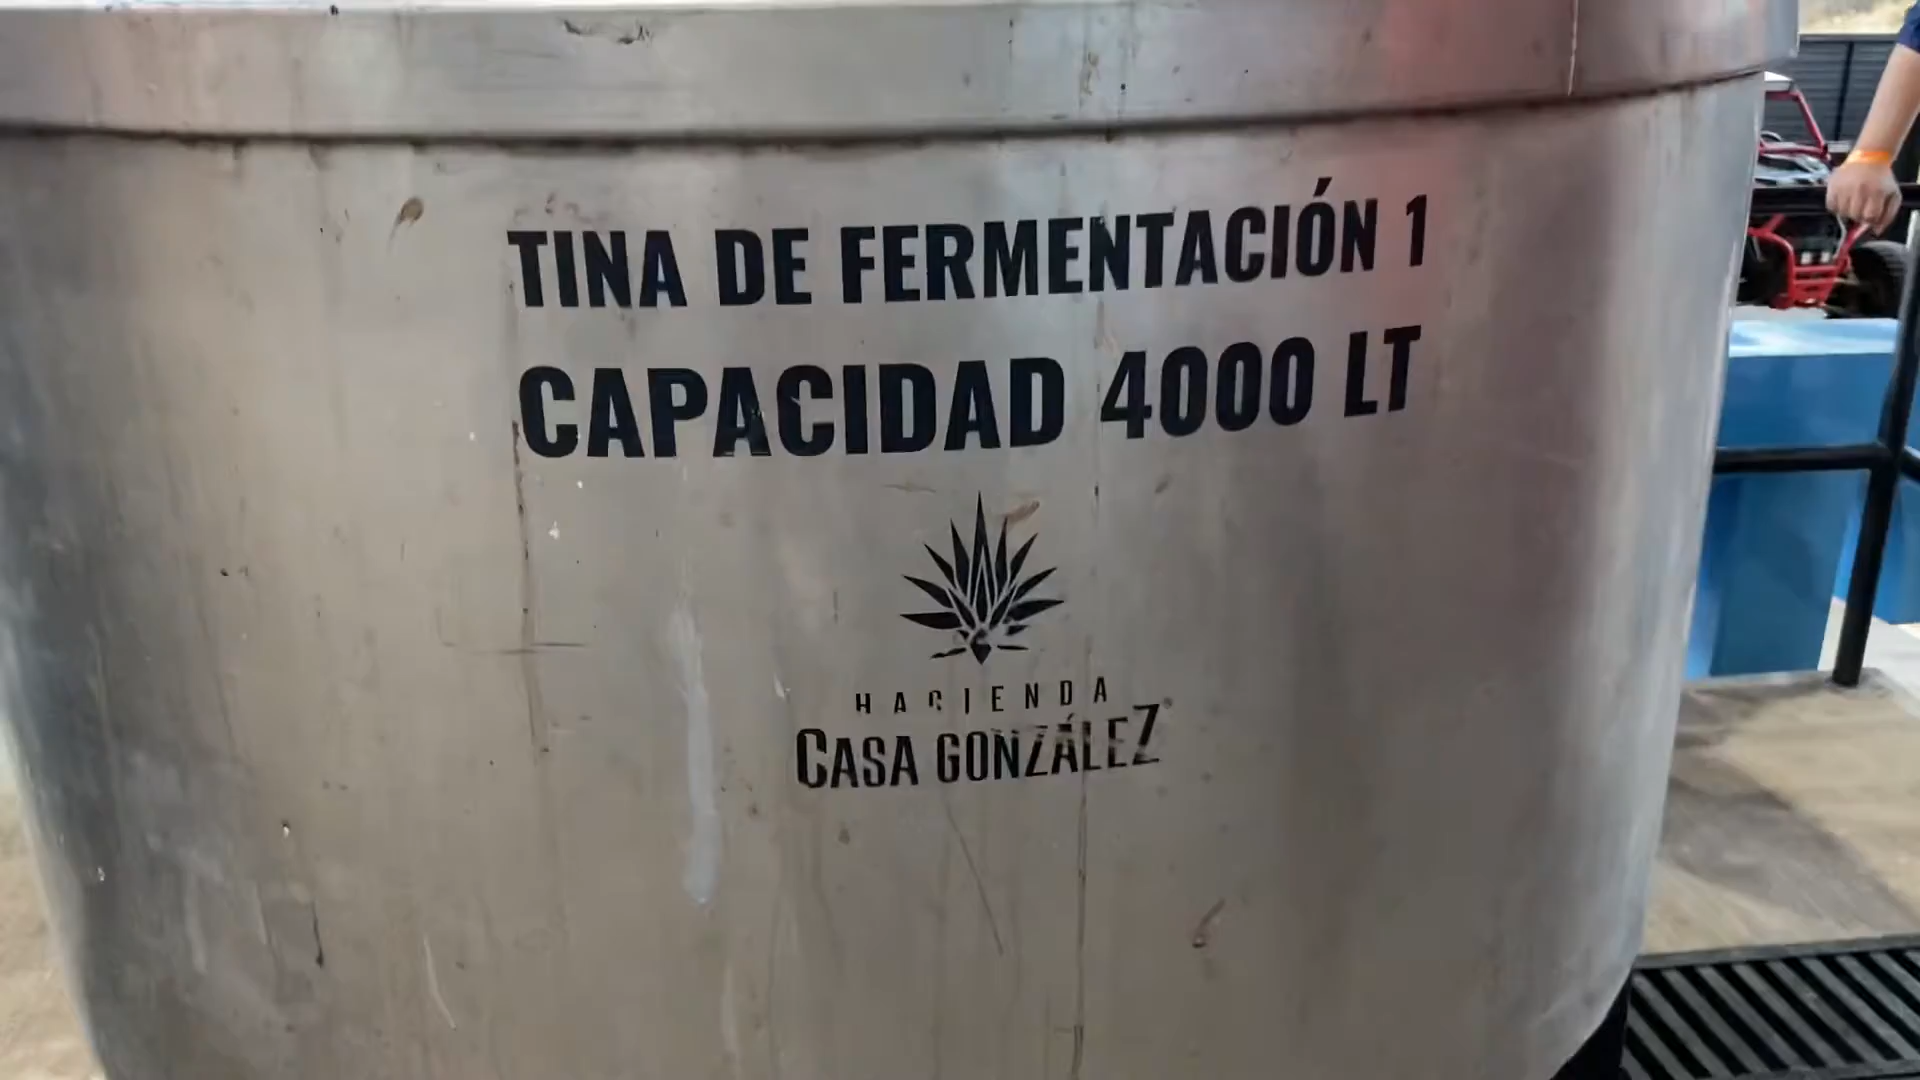 TINA DE FERMENTACIÓN 1
CAPACIDAD 4000 LT
HACIENDA
CASA GONZÁLEZ®